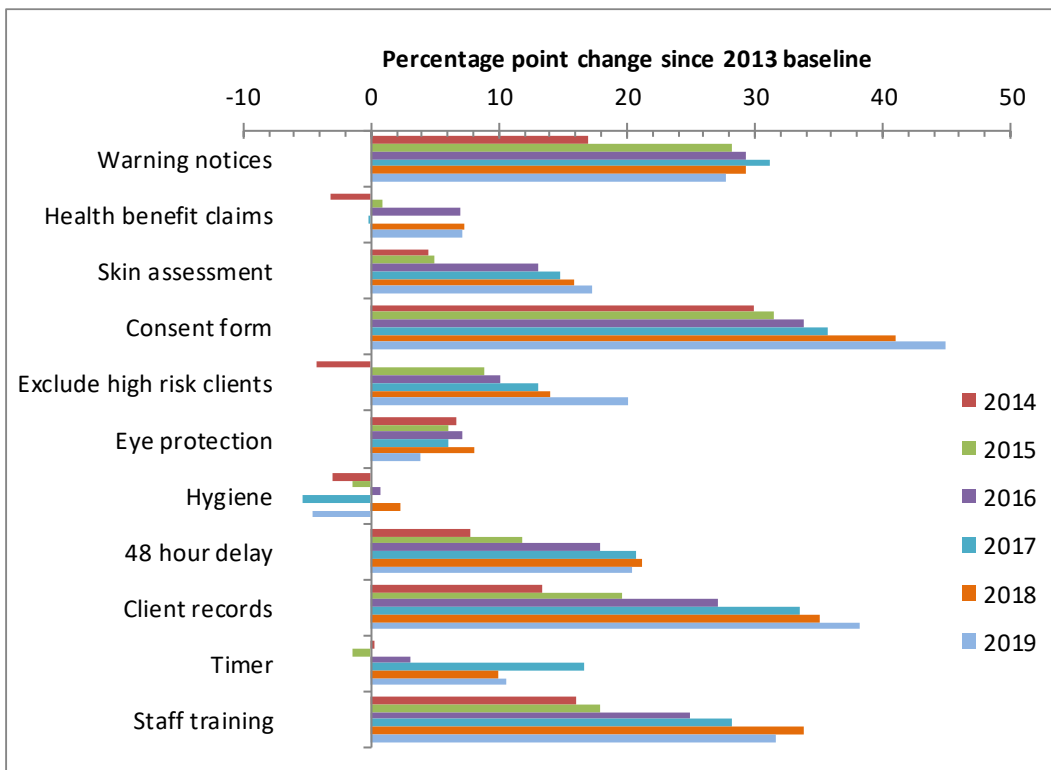 Percentage point change since 2013 baseline
-10 0 10 20 30 40 50
Warning notices
Health benefit claims
Skin assessment
Consent form
Exclude high risk clients
Eye protection
Hygiene
48 hour delay
Client records
Timer
Staff training
2014
2015
2016
2017
2018
2019